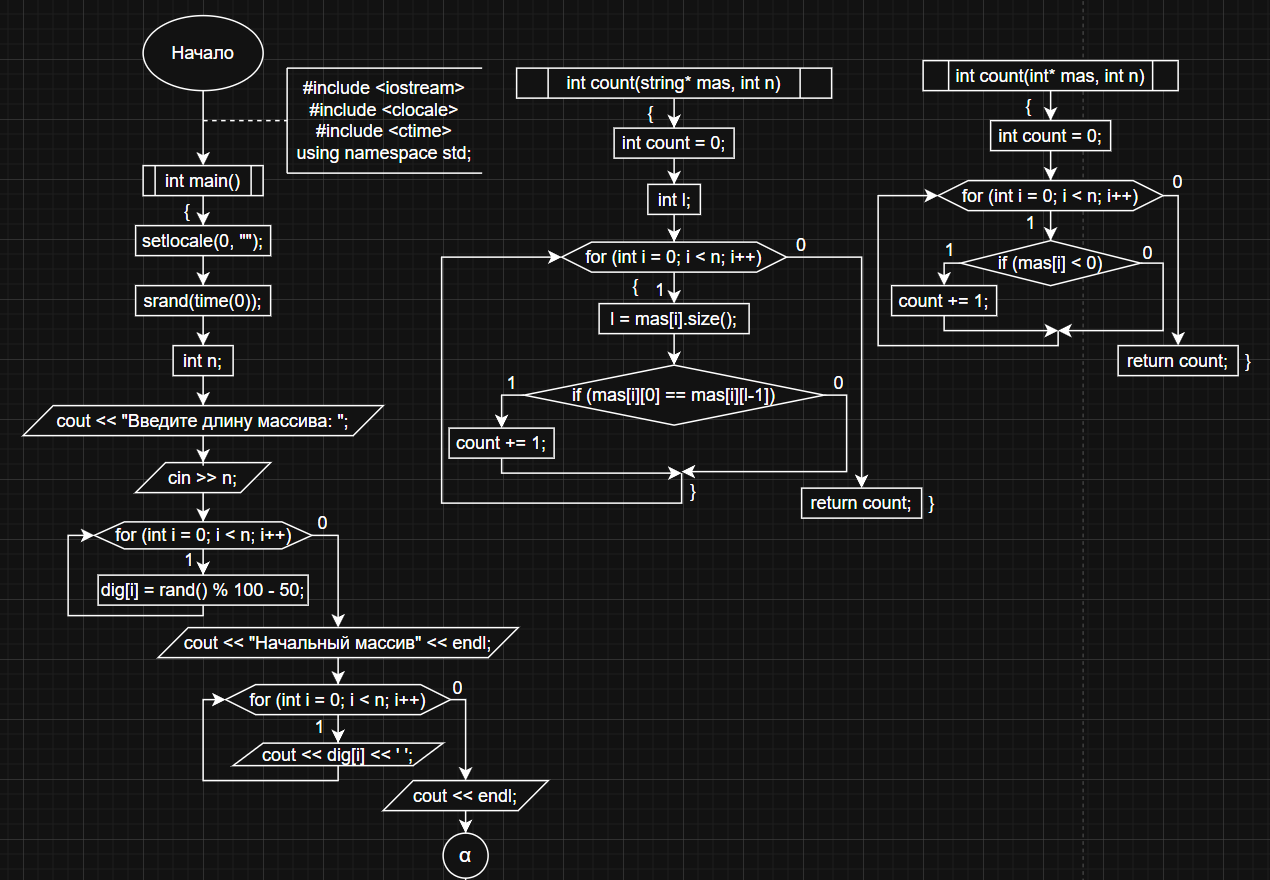 Начало
#include <iostream>
#include <clocale>
#include <ctime>
using namespace std;
int main()
{
setlocale(0, "");
srand(time(0));
int n;
cout << "Введите длину массива: ";
cin >> n;
for (int i = 0; i < n; i++)
0
1
dig[i] = rand() % 100 - 50;
cout << "Начальный массив" << endl;
for (int i = 0; i < n; i++)
0
1
cout << dig[i] << ' ';
cout << endl;
α
int count(string* mas, int n)
{
int count = 0;
int l;
for (int i = 0; i < n; i++)
0
{ 1
l = mas[i].size();
if (mas[i][0] == mas[i][l-1])
1
0
count += 1;
}
return count; }
int count(int* mas, int n)
{
int count = 0;
for (int i = 0; i < n; i++)
0
1
if (mas[i] < 0)
1
0
count += 1;
return count; }